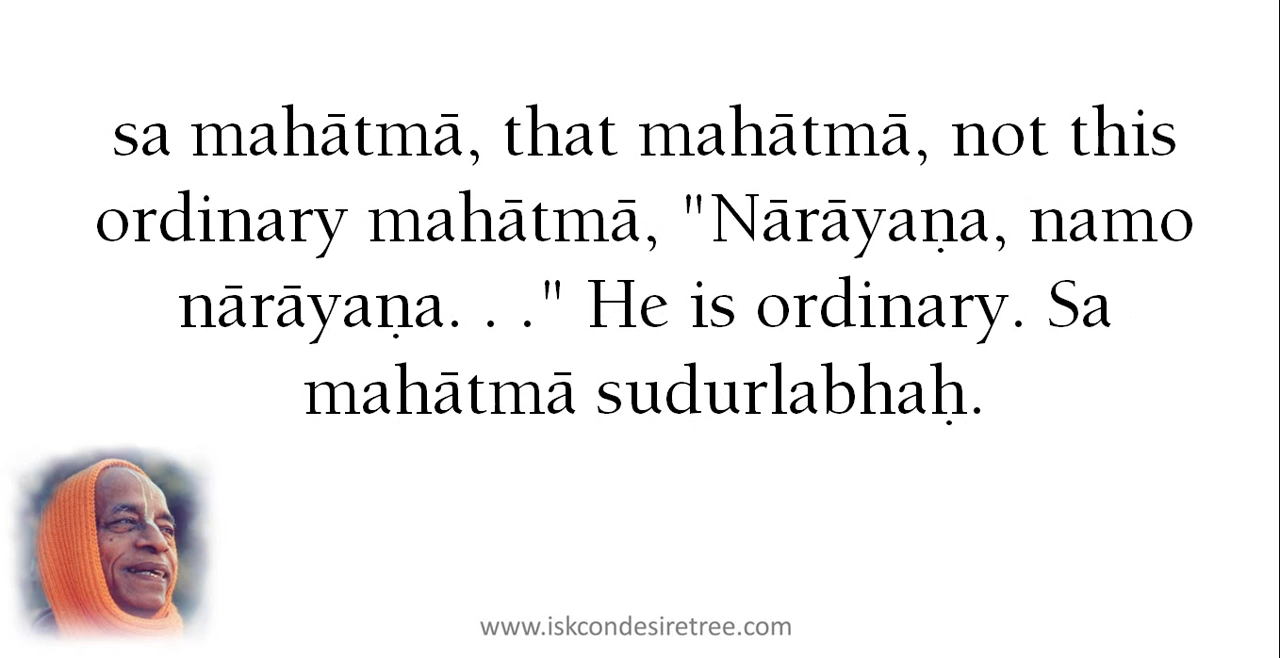 sa mahātmā, that mahātmā, not this
ordinary mahātmā, "Nārāyaṇa, namo
nārāyaṇa. . ." He is ordinary. Sa
mahātmā sudurlabhaḥ.
www.iskcondesiretree.com